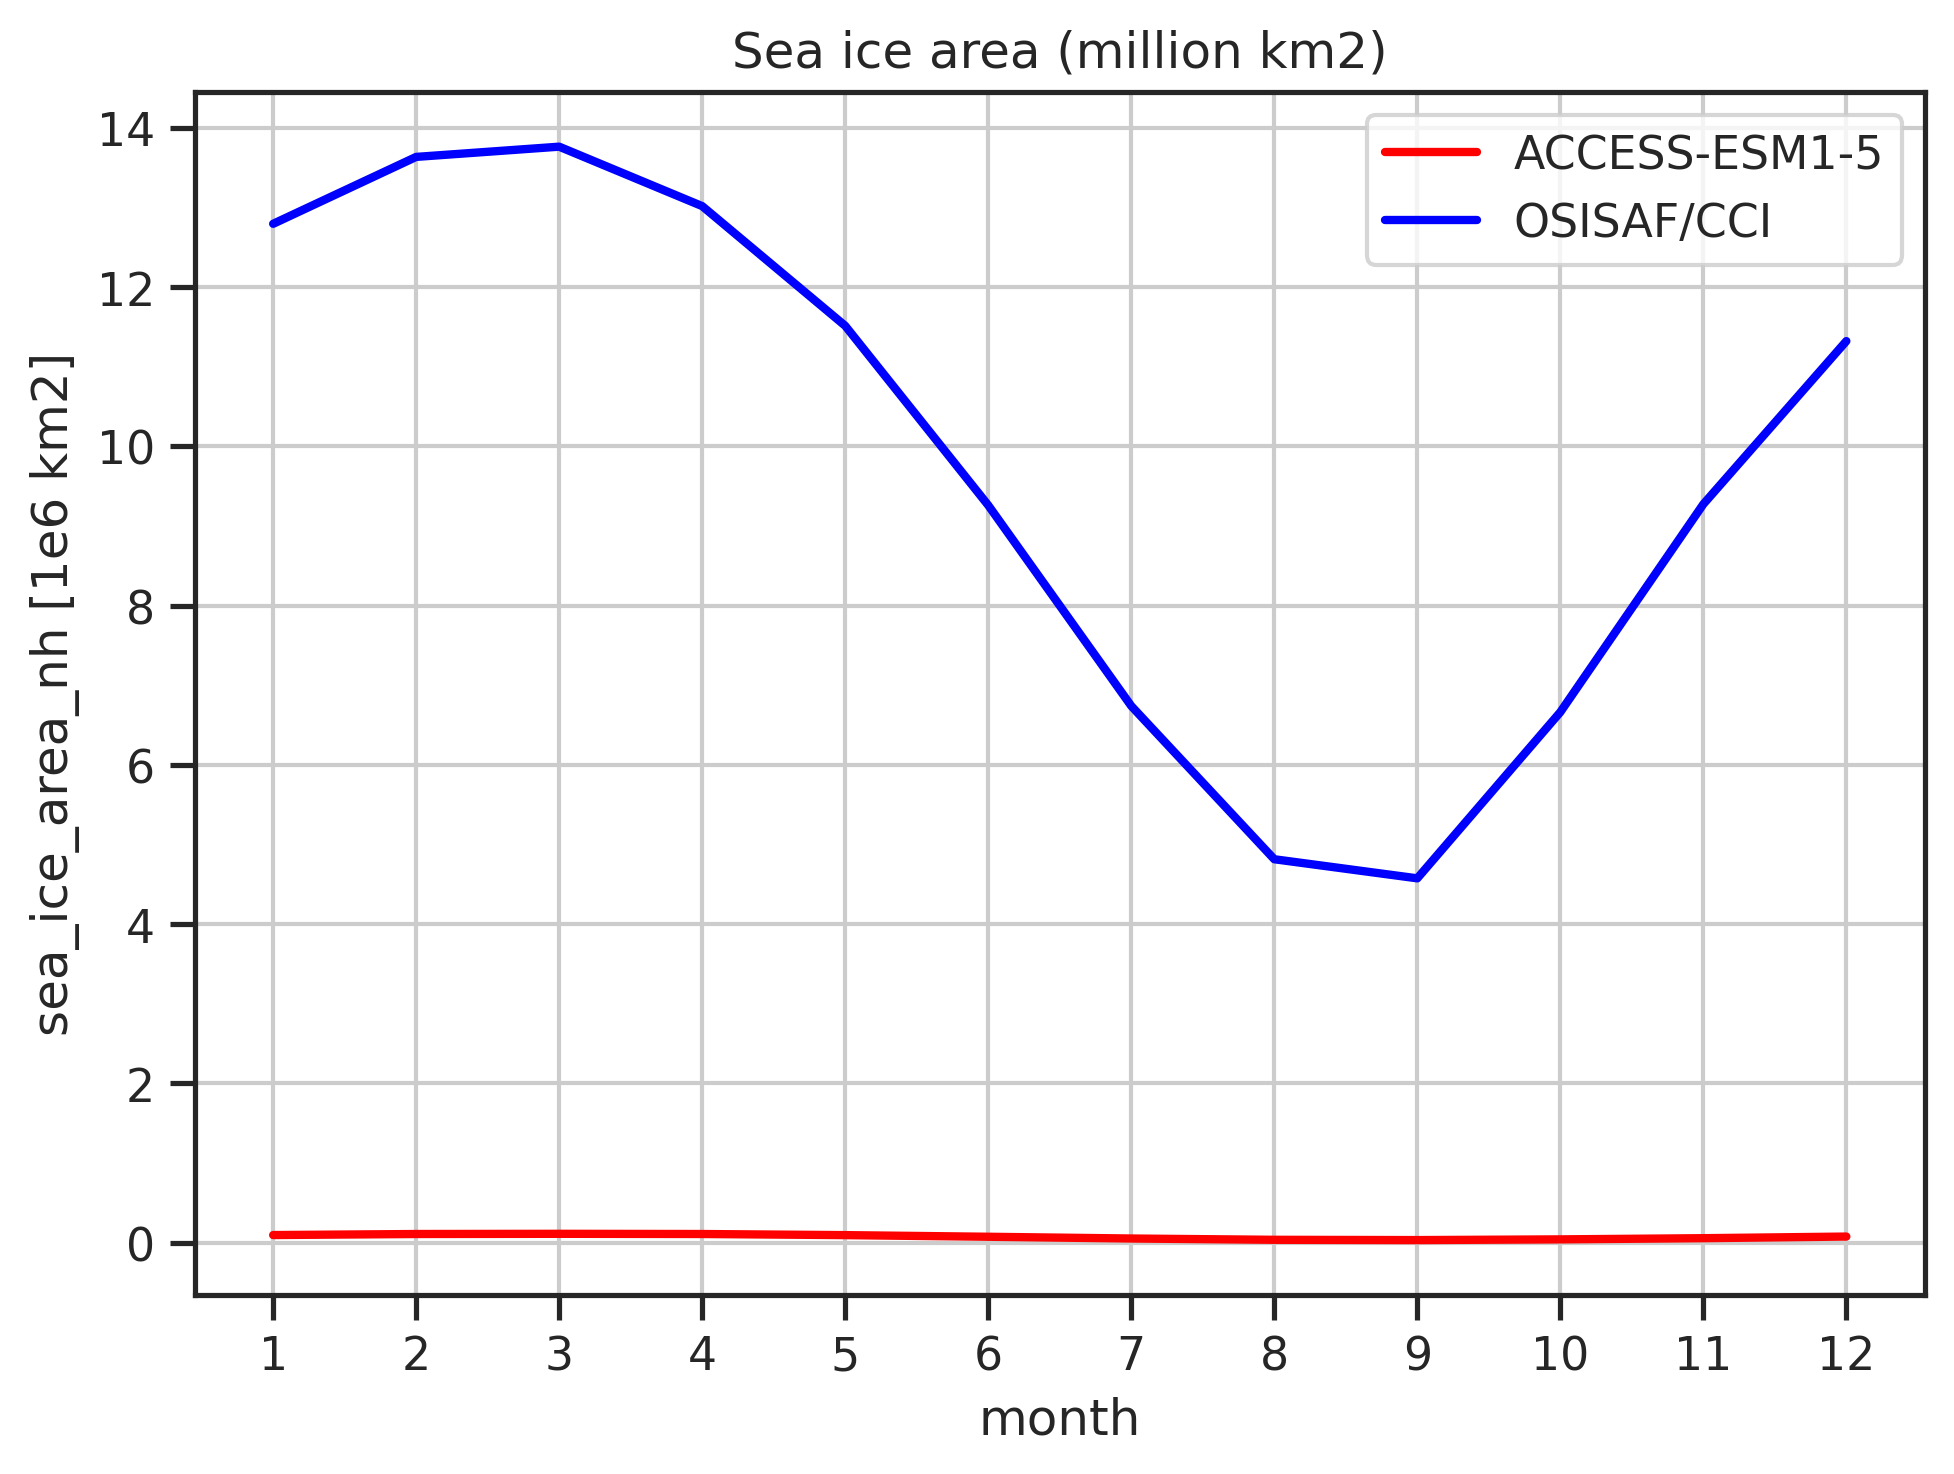 Sea ice area (million km2)
ACCESS-ESM1-5
OSISAF/CCI
sea_ice_area_nh [1e6 km2]
14
12
10
8
6
4
2
0
1 2 3 4 5 6 7 8 9 10 11 12
month